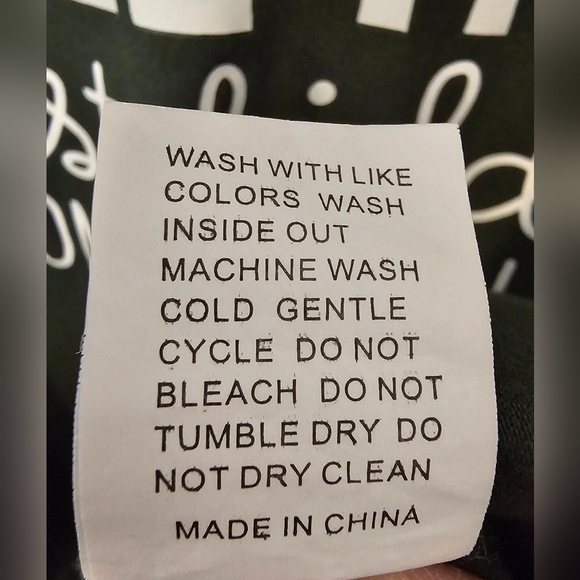 WASH WITH LIKE
COLORS WASH
INSIDE OUT
MACHINE WASH
COLD GENTLE
CYCLE DO NOT
BLEACH DO NOT
TUMBLE DRY DO
NOT DRY CLEAN
MADE IN CHINA